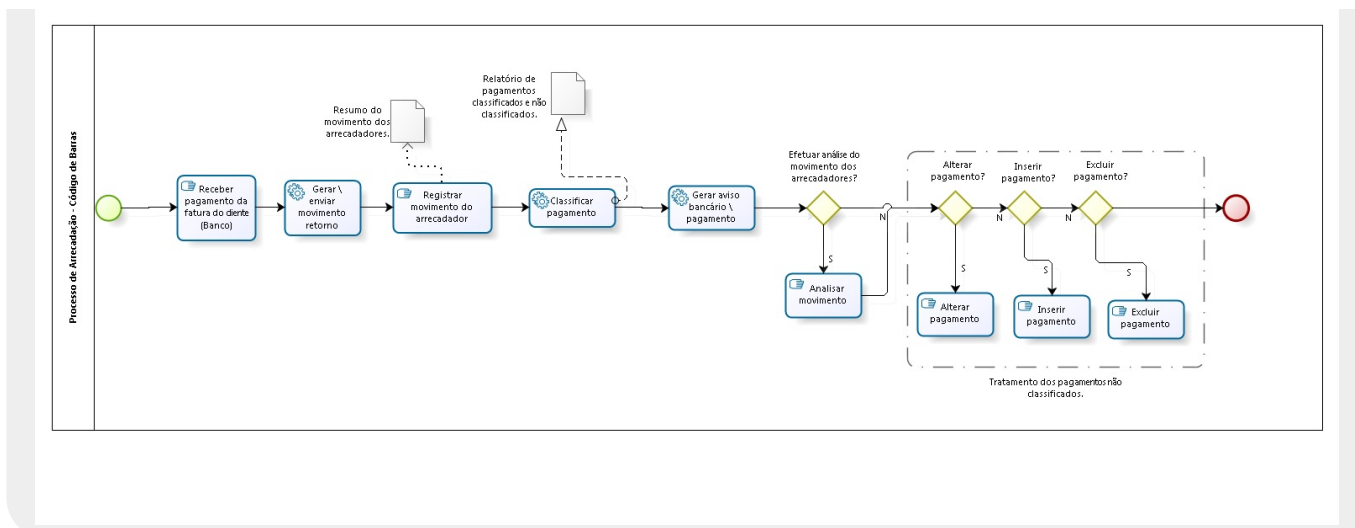 Processo de Arrecadação - Código de Barras
Receber
pagamento da
fatura do cliente
(Banco)
Gerar \
enviar
movimento
retorno
Resumo do
movimento dos
arrecadadores.
Registrar
movimento do
arrecadador
Relatório de
pagamentos
classificados e não
classificados.
Classificar
pagamento
Gerar aviso
bancário \
pagamento
Efetuar análise do
movimento dos
arrecadadores?
N
S
Analisar
movimento
Alterar
pagamento?
N
S
Alterar
pagamento
Inserir
pagamento?
N
S
Inserir
pagamento
Excluir
pagamento?
S
Excluir
pagamento
Tratamento dos pagamentos não
classificados.